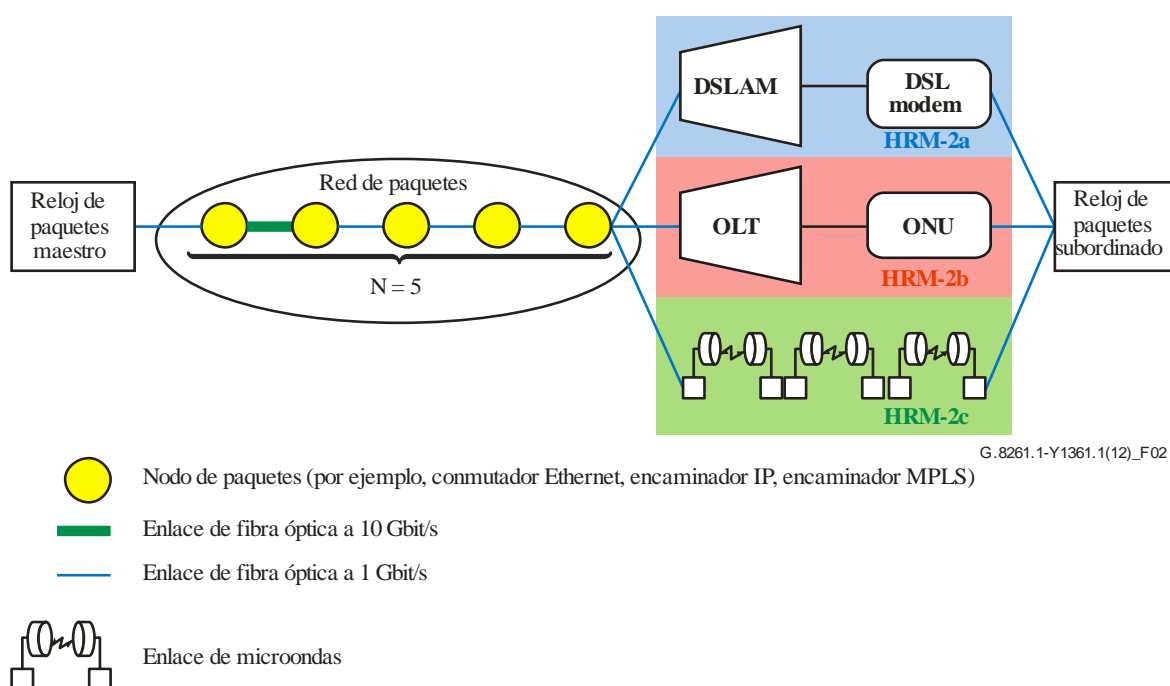 Reloj de
paquetes
maestro
Red de paquetes
N = 5
DSLAM
DSL
modem
HRM-2a
OLT
ONU
HRM-2b
HRM-2c
Reloj de
paquetes
subordinado
G.8261.1-Y1361.1(12)_F02
Nodo de paquetes (por ejemplo, conmutador Ethernet, encaminador IP, encaminador MPLS)
Enlace de fibra óptica a 10 Gbit/s
Enlace de fibra óptica a 1 Gbit/s
Enlace de microondas